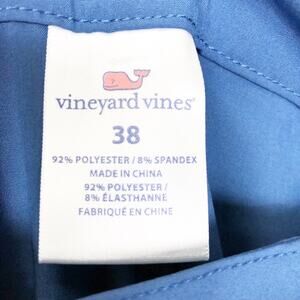 vineyard vines®
38
92% POLYESTER / 8% SPANDEX
MADE IN CHINA
92% POLYESTER /
8% ÉLASTHANNE
FABRIQUÉ EN CHINE